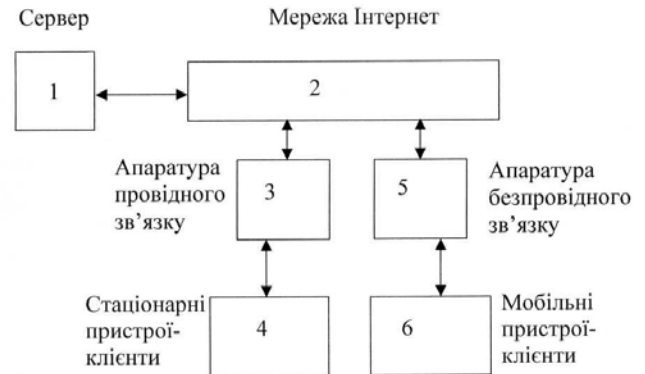 Сервер
Мережа Інтернет
1
2
Апаратура
провідного
зв’язку
3
5
Апаратура
безпровідного
зв’язку
Стаціонарні
пристрої-
клієнти
4
6
Мобільні
пристрої-
клієнти